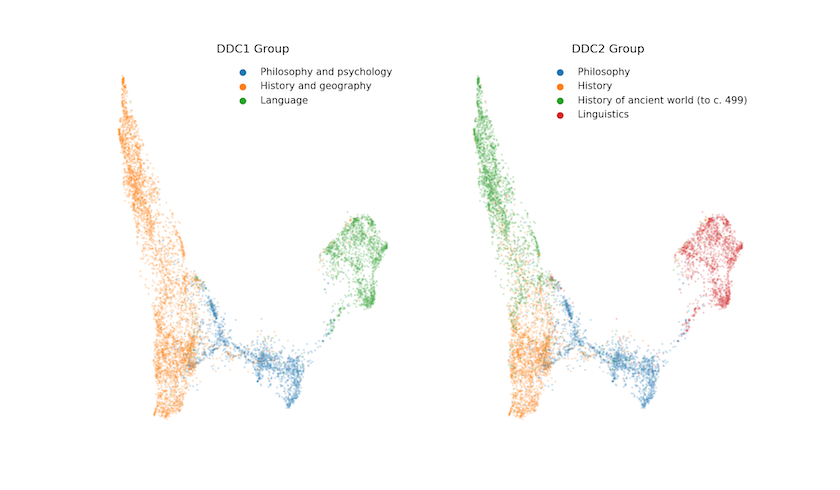 DDC1 Group
Philosophy and psychology
History and geography
Language
DDC2 Group
Philosophy
History
History of ancient world (to c. 499)
Linguistics